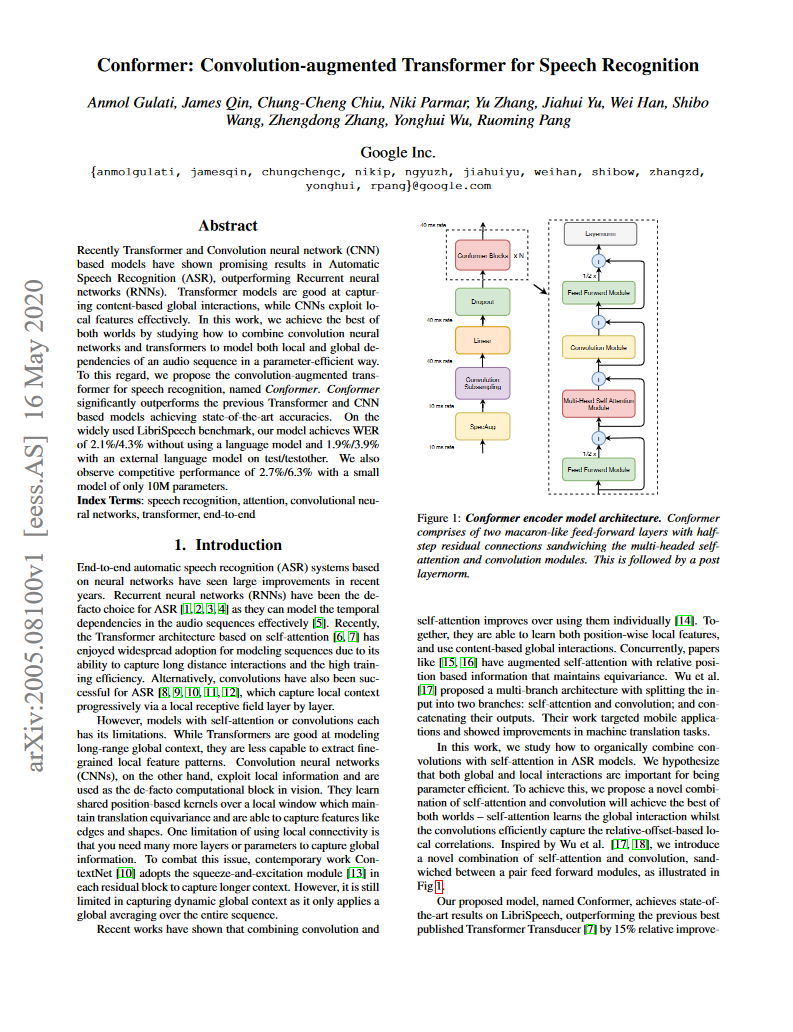 Conformer: Convolution-augmented Transformer for Speech Recognition
Anmol Gulati, James Qin, Chung-Cheng Chiu, Niki Parmar, Yu Zhang, Jiahui Yu, Wei Han, Shibo
Wang, Zhengdong Zhang, Yonghui Wu, Ruoming Pang
Google Inc.
{anmolgulati, jamesqin, chungchengc, nikip, ngyuzh, jiahuiyu, weihan, shibow, zhangzd,
yonghui, rpang}@google.com
arXiv:2005.08100v1 [eess.AS] 16 May 2020
Abstract
Recently Transformer and Convolution neural network (CNN)
based models have shown promising results in Automatic
Speech Recognition (ASR), outperforming Recurrent neural
networks (RNNs). Transformer models are good at captur-
ing content-based global interactions, while CNNs exploit lo-
cal features effectively. In this work, we achieve the best of
both worlds by studying how to combine convolution neural
networks and transformers to model both local and global de-
pendencies of an audio sequence in a parameter-efficient way.
To this regard, we propose the convolution-augmented trans-
former for speech recognition, named Conformer. Conformer
significantly outperforms the previous Transformer and CNN
based models achieving state-of-the-art accuracies. On the
widely used LibriSpeech benchmark, our model achieves WER
of 2.1%/4.3% without using a language model and 1.9%/3.9%
with an external language model on test/testother. We also
observe competitive performance of 2.7%/6.3% with a small
model of only 10M parameters.
Index Terms: speech recognition, attention, convolutional neu-
ral networks, transformer, end-to-end
1. Introduction
End-to-end automatic speech recognition (ASR) systems based
on neural networks have seen large improvements in recent
years. Recurrent neural networks (RNNs) have been the de-
facto choice for ASR [1, 2, 3, 4] as they can model the temporal
dependencies in the audio sequences effectively [5]. Recently,
the Transformer architecture based on self-attention [6, 7] has
enjoyed widespread adoption for modeling sequences due to its
ability to capture long distance interactions and the high train-
ing efficiency. Alternatively, convolutions have also been suc-
cessful for ASR [8, 9, 10, 11, 12], which capture local context
progressively via a local receptive field layer by layer.
However, models with self-attention or convolutions each
has its limitations. While Transformers are good at modeling
long-range global context, they are less capable to extract fine-
grained local feature patterns. Convolution neural networks
(CNNs), on the other hand, exploit local information and are
used as the de-facto computational block in vision. They learn
shared position-based kernels over a local window which main-
tain translation equivariance and are able to capture features like
edges and shapes. One limitation of using local connectivity is
that you need many more layers or parameters to capture global
information. To combat this issue, contemporary work Con-
textNet [10] adopts the squeeze-and-excitation module [13] in
each residual block to capture longer context. However, it is still
limited in capturing dynamic global context as it only applies a
global averaging over the entire sequence.
Recent works have shown that combining convolution and
40 ms rate
Conformer Blocks
x N
Dropout
40 ms rate
Linear
40 ms rate
Convolution
Subsampling
10 ms rate
SpecAug
10 ms rate
Layernorm
+
1/2 x
Feed Forward Module
+
Convolution Module
+
Multi-Head Self Attention
Module
+
1/2 x
Feed Forward Module
Figure 1: Conformer encoder model architecture. Conformer
comprises of two macaron-like feed-forward layers with half-
step residual connections sandwiching the multi-headed self-
attention and convolution modules. This is followed by a post
layernorm.
self-attention improves over using them individually [14]. To-
gether, they are able to learn both position-wise local features,
and use content-based global interactions. Concurrently, papers
like [15, 16] have augmented self-attention with relative posi-
tion based information that maintains equivariance. Wu et al.
[17] proposed a multi-branch architecture with splitting the in-
put into two branches: self-attention and convolution; and con-
catenating their outputs. Their work targeted mobile applica-
tions and showed improvements in machine translation tasks.
In this work, we study how to organically combine con-
volutions with self-attention in ASR models. We hypothesize
that both global and local interactions are important for being
parameter efficient. To achieve this, we propose a novel combi-
nation of self-attention and convolution will achieve the best of
both worlds – self-attention learns the global interaction whilst
the convolutions efficiently capture the relative-offset-based lo-
cal correlations. Inspired by Wu et al. [17, 18], we introduce
a novel combination of self-attention and convolution, sand-
wiched between a pair feed forward modules, as illustrated in
Fig 1.
Our proposed model, named Conformer, achieves state-of-
the-art results on LibriSpeech, outperforming the previous best
published Transformer Transducer [7] by 15% relative improve-